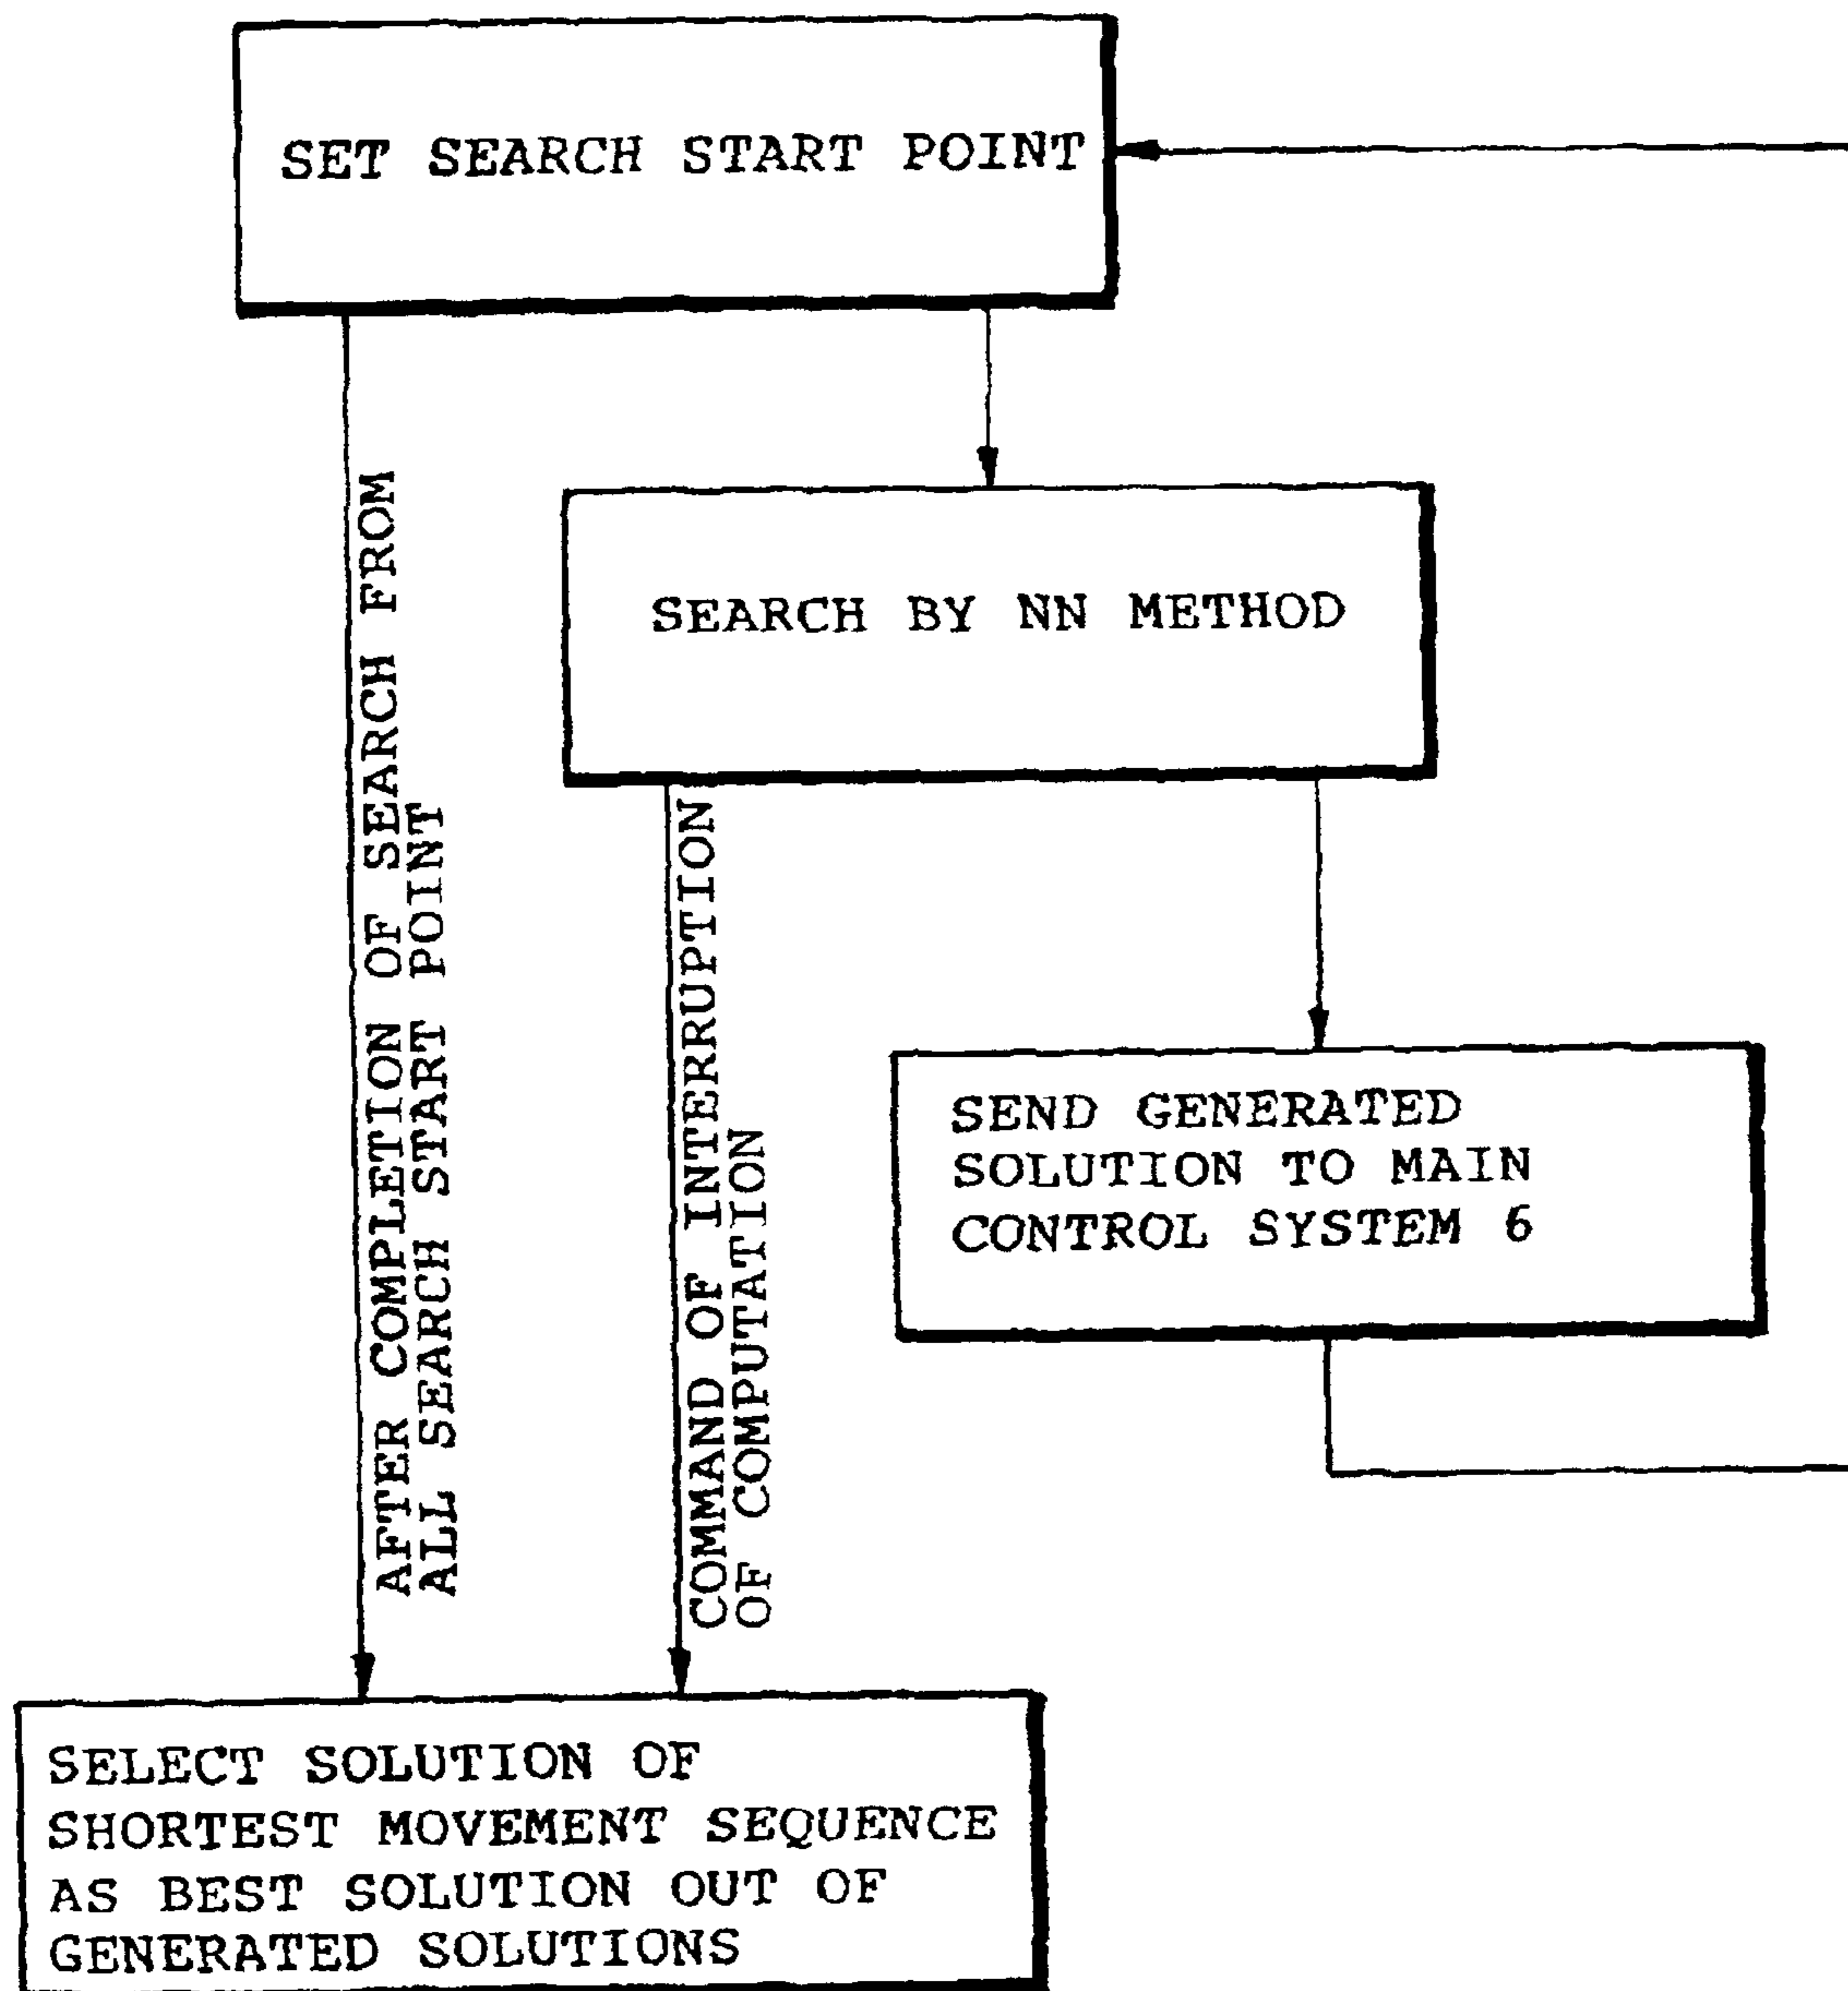 SET SEARCH START POINT
SEARCH BY NN METHOD
AFTER COMPLETION OF SEARCH FROM
ALL SEARCH START POINT
COMMAND OF INTERRUPTION
OF COMPUTATION
SEND GENERATED
SOLUTION TO MAIN
CONTROL SYSTEM 6
SELECT SOLUTION OF
SHORTEST MOVEMENT SEQUENCE
AS BEST SOLUTION OUT OF
GENERATED SOLUTIONS